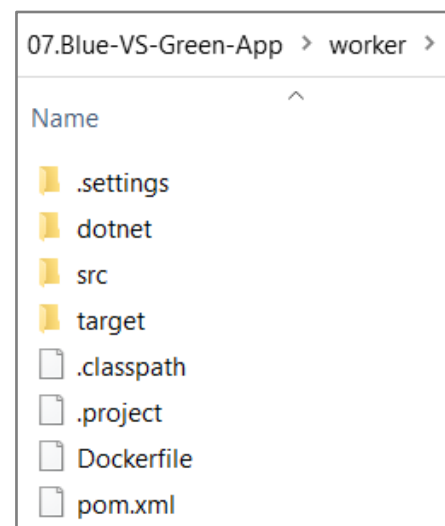 07.Blue-VS-Green-App > worker >
Name
.settings
dotnet
src
target
.classpath
.project
Dockerfile
pom.xml